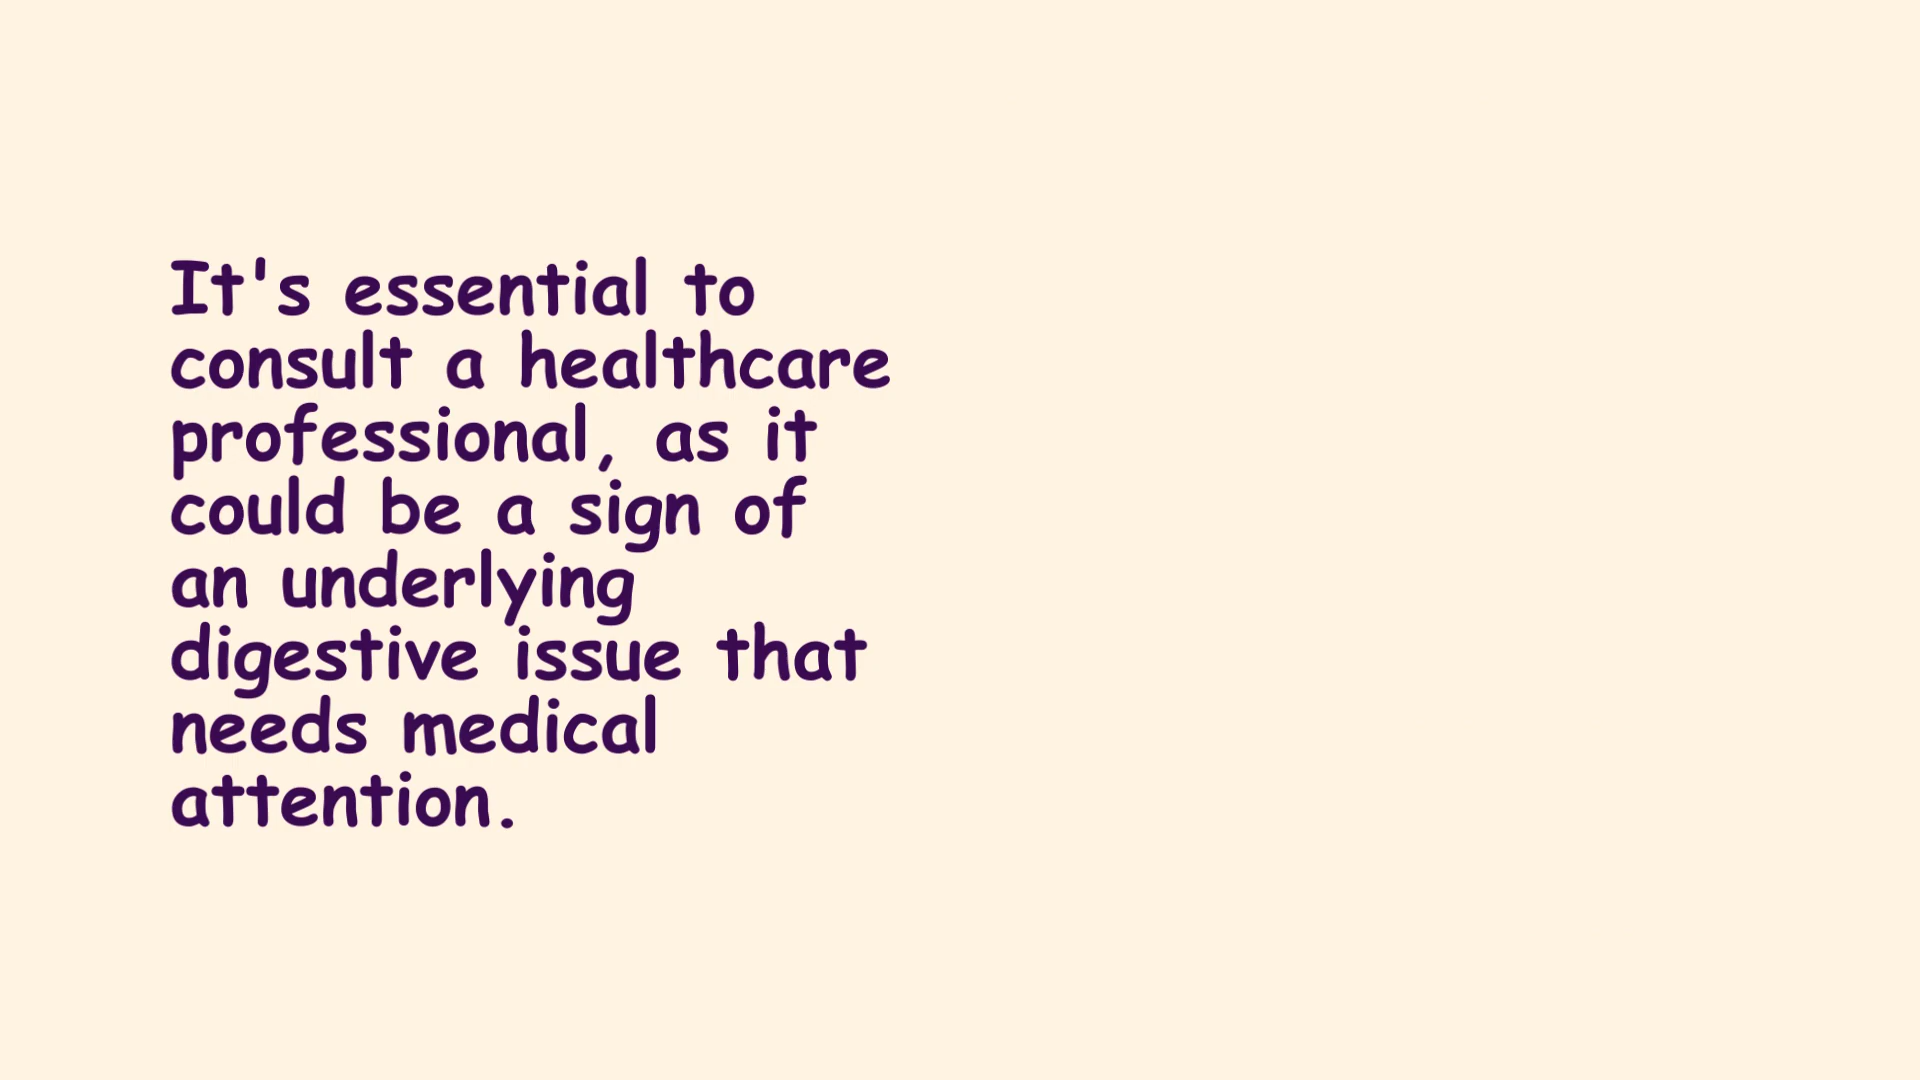 It's essential to
consult a healthcare
professional, as it
could be a sign of
an underlying
digestive issue that
needs medical
attention.